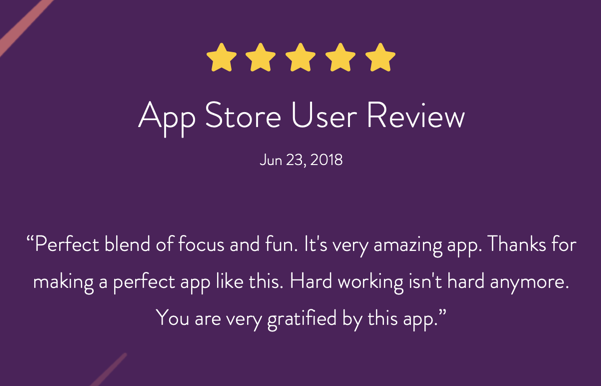 App Store User Review
Jun 23, 2018
“Perfect blend of focus and fun. It's very amazing app. Thanks for
making a perfect app like this. Hard working isn't hard anymore.
You are very gratified by this app.”